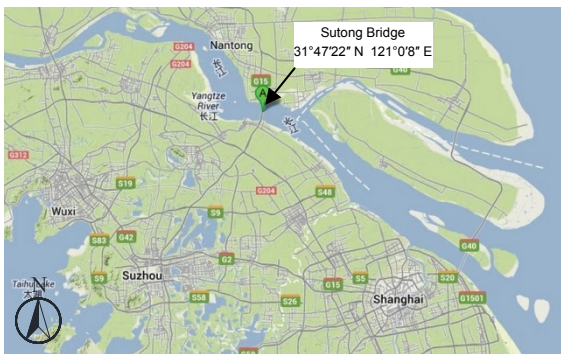 Sutong Bridge
31°47′22″ N 121°0′8″ E
G204
Nantong
G204
长江
G15
G40
A
Yangtze
River
长江
长江
G312
S19
G204
S48
Wuxi
S9
S83
G42
G2
G40
Suzhou
S9
S5
S20
G15
Taihu Lake
太湖
N
S58
S26
Shanghai
G1501